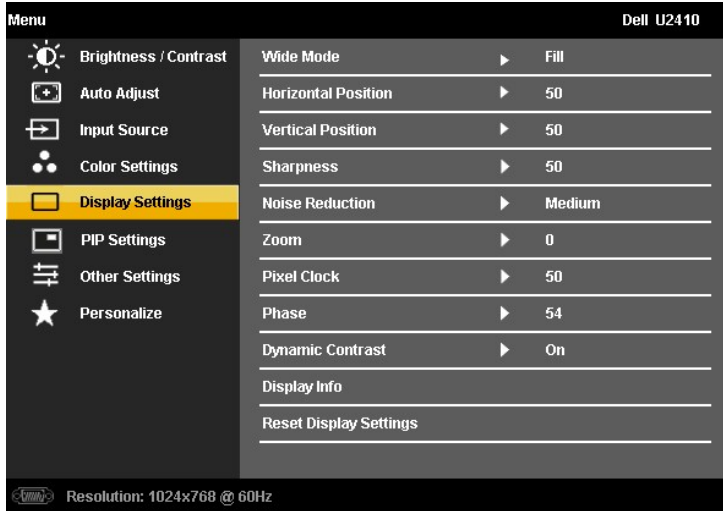 Menu Dell U2410
Brightness / Contrast Wide Mode Fill
Auto Adjust Horizontal Position 50
Input Source Vertical Position 50
Color Settings Sharpness 50
Display Settings Noise Reduction Medium
PIP Settings Zoom 0
Other Settings Pixel Clock 50
Personalize Phase 54
Dynamic Contrast On
Display Info
Reset Display Settings
Resolution: 1024x768 @ 60Hz